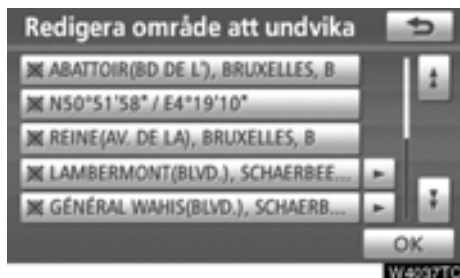 Redigera område att undvika
ABATTOIR(BD DE L'), BRUXELLES, B
N50°51'58" / E4°19'10"
REINE(AV. DE LA), BRUXELLES, B
LAMBERMONT(BLVD.), SCHAERBEE...
GÉNÉRAL WAHIS(BLVD.), SCHAERB...
OK
W4097TC